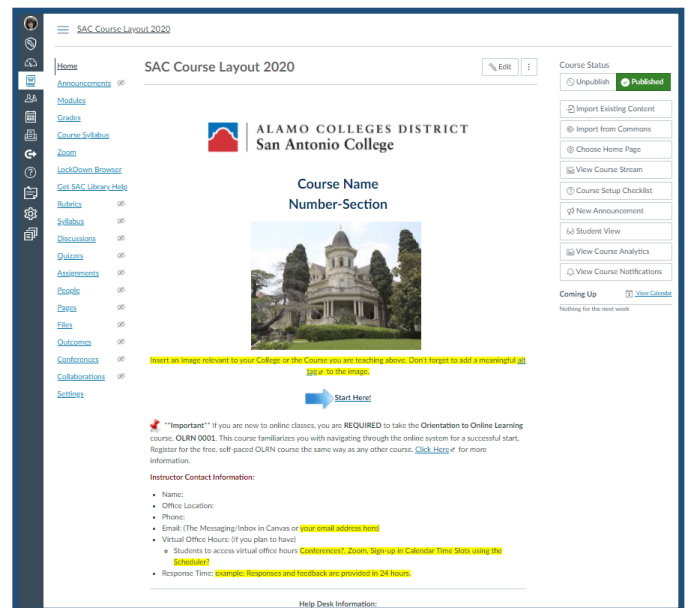 SAC Course Layout 2020
Home
Announcements
Modules
Grades
Course Syllabus
Zoom
LockDown Browser
Get SAC Library Help
Rubrics
Syllabus
Discussions
Quizzes
Assignments
People
Pages
Files
Outcomes
Conferences
Collaborations
Settings
SAC Course Layout 2020
Edit
ALAMO COLLEGES DISTRICT
San Antonio College
Course Name
Number-Section
Insert an Image relevant to your College or the Course you are teaching above. Don't forget to add a meaningful alt
tag to the image.
Start Here!
**Important** If you are new to online classes, you are REQUIRED to take the Orientation to Online Learning
course, OLRN 0001. This course familiarizes you with navigating through the online system for a successful start.
Register for the free, self-paced OLRN course the same way as any other course. Click Here for more
information.
Instructor Contact Information:
• Name:
• Office Location:
• Phone:
• Email: (The Messaging/Inbox in Canvas or your email address here)
• Virtual Office Hours: (If you plan to have)
Students to access virtual office hours Conferences?, Zoom, Sign-up in Calendar Time Slots using the
Scheduler?
• Response Time: example: Responses and feedback are provided in 24 hours.
Help Desk Information:
Course Status
Unpublish Published
Import Existing Content
Import from Commons
Choose Home Page
View Course Stream
Course Setup Checklist
New Announcement
Student View
View Course Analytics
View Course Notifications
Coming Up View Calendar
Nothing for the next week